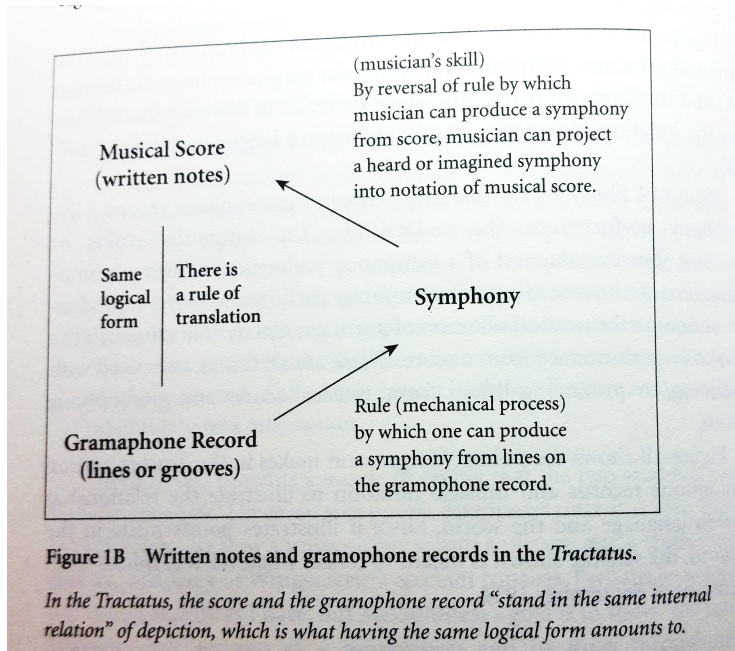 (musician's skill)
By reversal of rule by which
musician can produce a symphony
from score, musician can project
a heard or imagined symphony
into notation of musical score.
Musical Score
(written notes)
Same
logical
form
There is
a rule of
translation
Symphony
Gramaphone Record
(lines or grooves)
Rule (mechanical process)
by which one can produce
a symphony from lines on
the gramophone record.
Figure 1B Written notes and gramophone records in the Tractatus.
In the Tractatus, the score and the gramophone record “stand in the same internal
relation” of depiction, which is what having the same logical form amounts to.